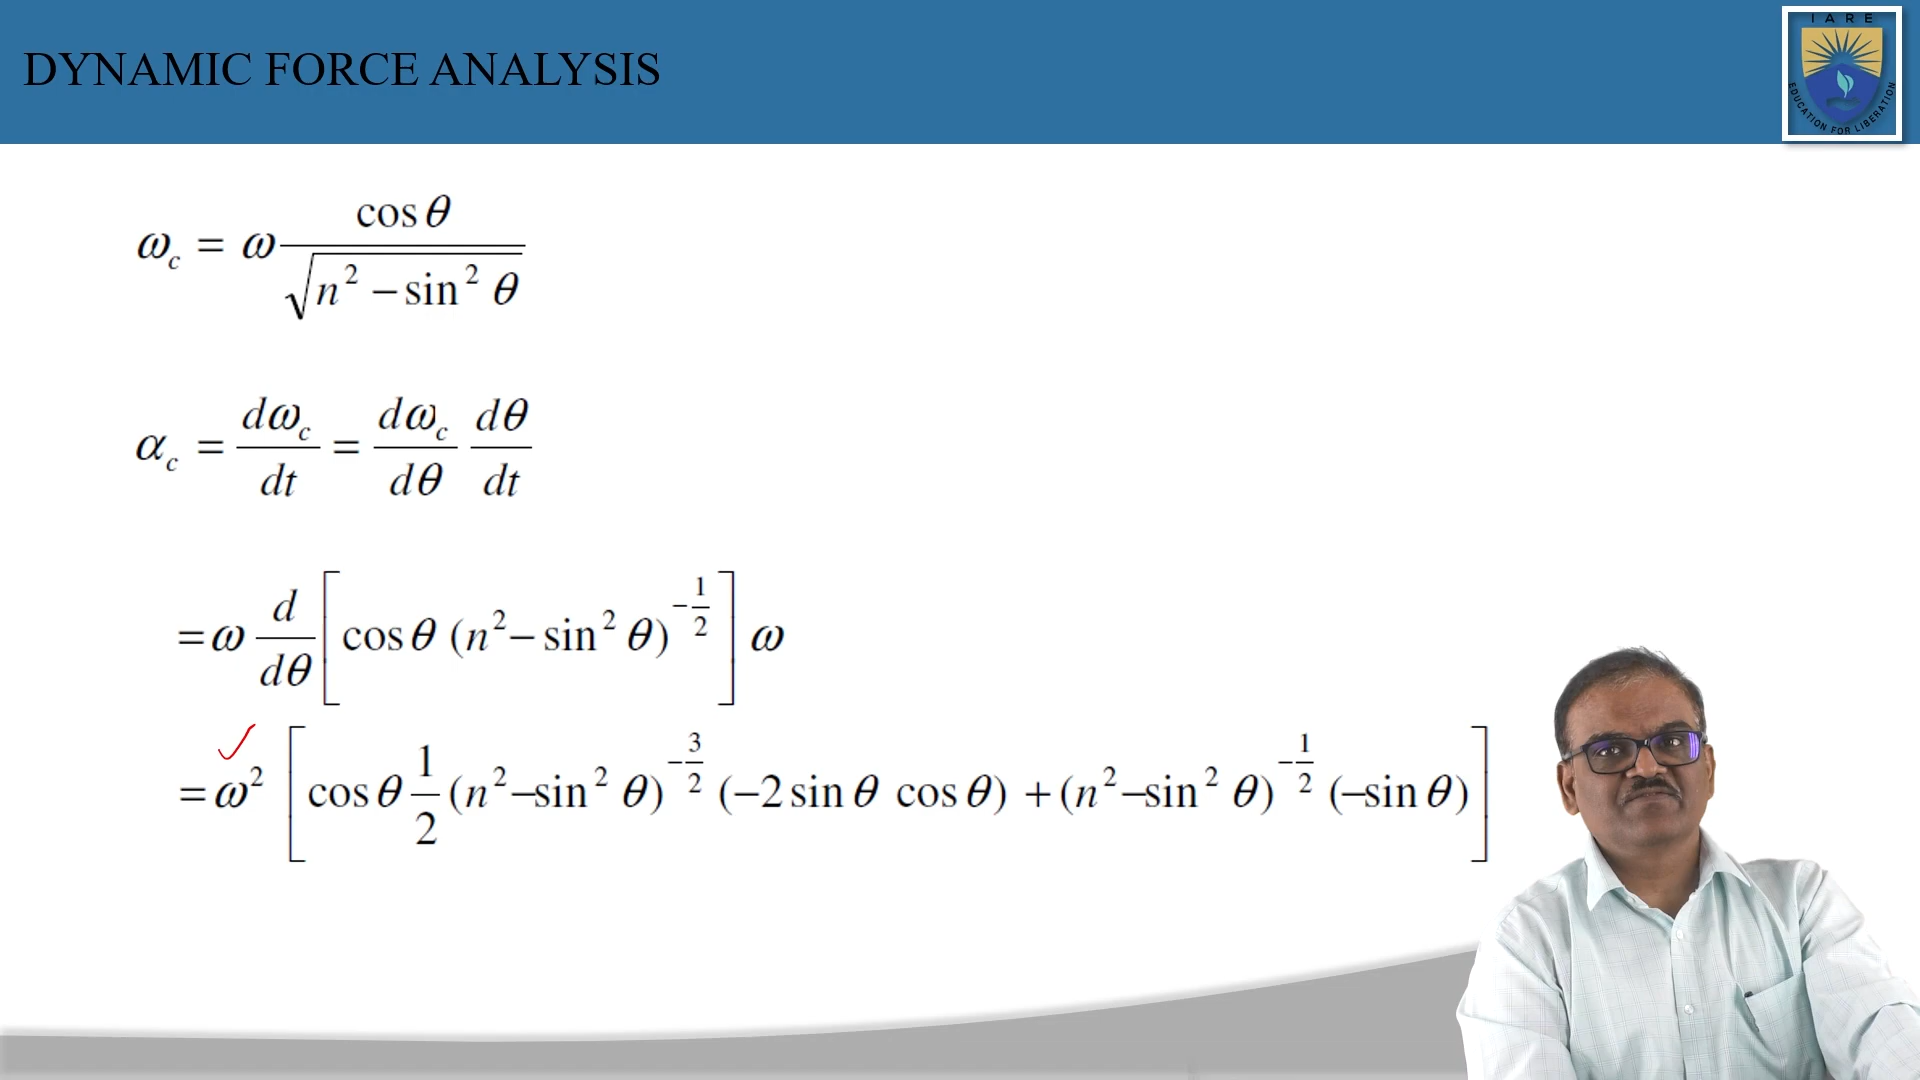 DYNAMIC FORCE ANALYSIS
I A R E
EDUCATION FOR LIBERATION
ω_c = ω cos θ / √(n² − sin² θ)
α_c = dω_c/dt = dω_c/dθ dθ/dt
= ω d/dθ [cos θ (n² − sin² θ)^(−1/2)] ω
= ω² [cos θ 1/2 (n² − sin² θ)^(−3/2) (−2 sin θ cos θ) + (n² − sin² θ)^(−1/2) (−sin θ)]